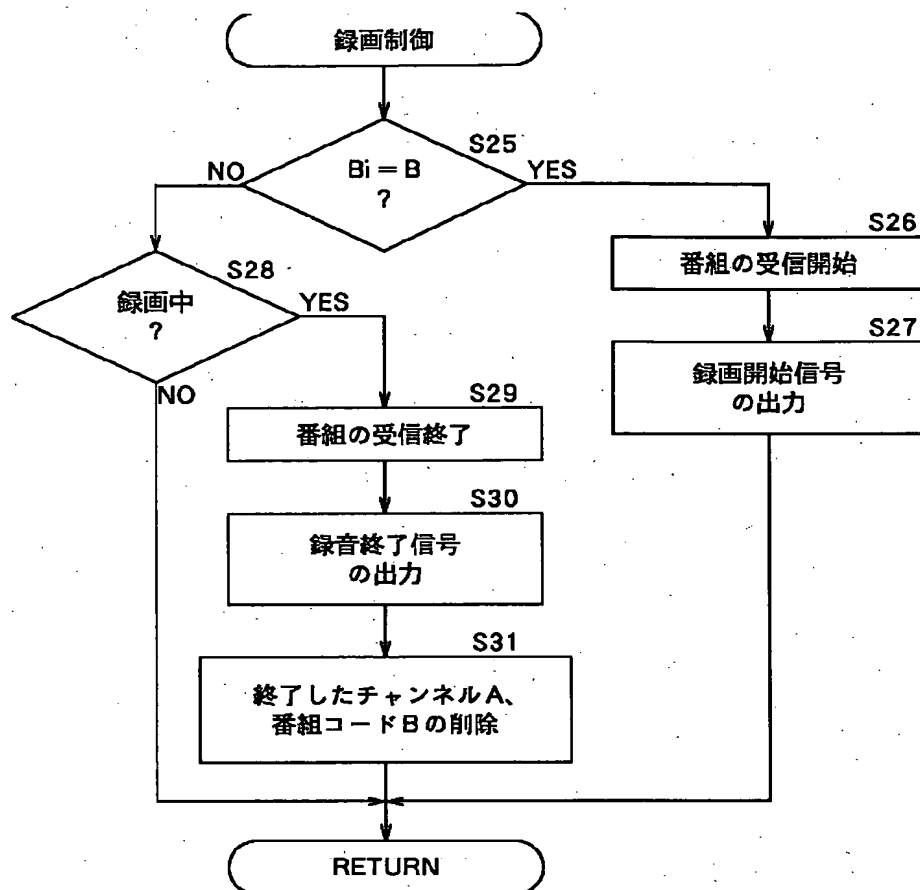 録画制御
S25
NO
Bi＝B
?
YES
S26
番組の受信開始
S28
録画中
?
YES
NO
S27
録画開始信号
の出力
S29
番組の受信終了
S30
録音終了信号
の出力
S31
終了したチャンネルA、
番組コードBの削除
RETURN